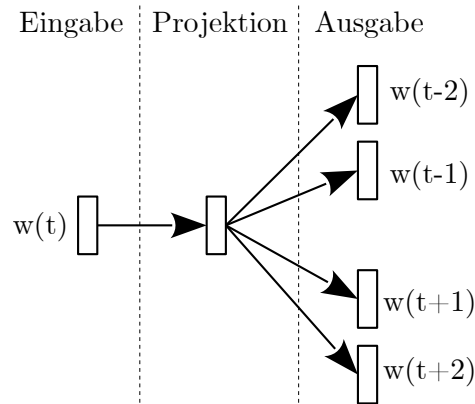 Eingabe
Projektion
Ausgabe
w(t-2)
w(t-1)
w(t)
w(t+1)
w(t+2)